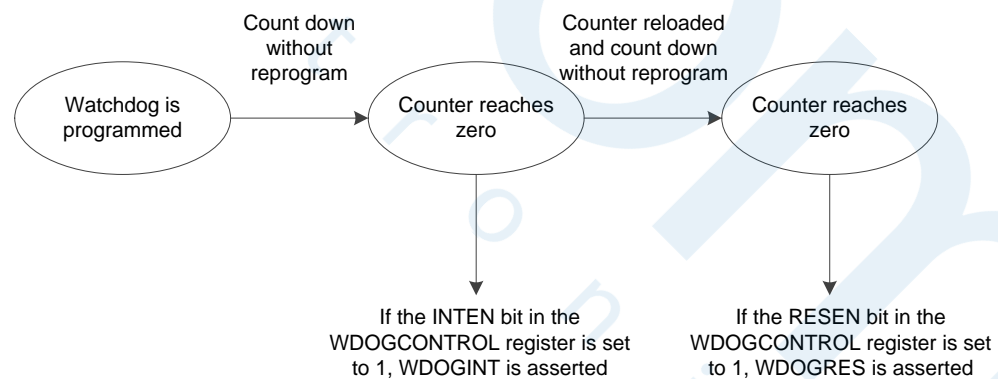 Count down
without
reprogram
Counter reloaded
and count down
without reprogram
Watchdog is
programmed
Counter reaches
zero
Counter reaches
zero
If the INTEN bit in the
WDOGCONTROL register is set
to 1, WDOGINT is asserted
If the RESEN bit in the
WDOGCONTROL register is set
to 1, WDOGRES is asserted